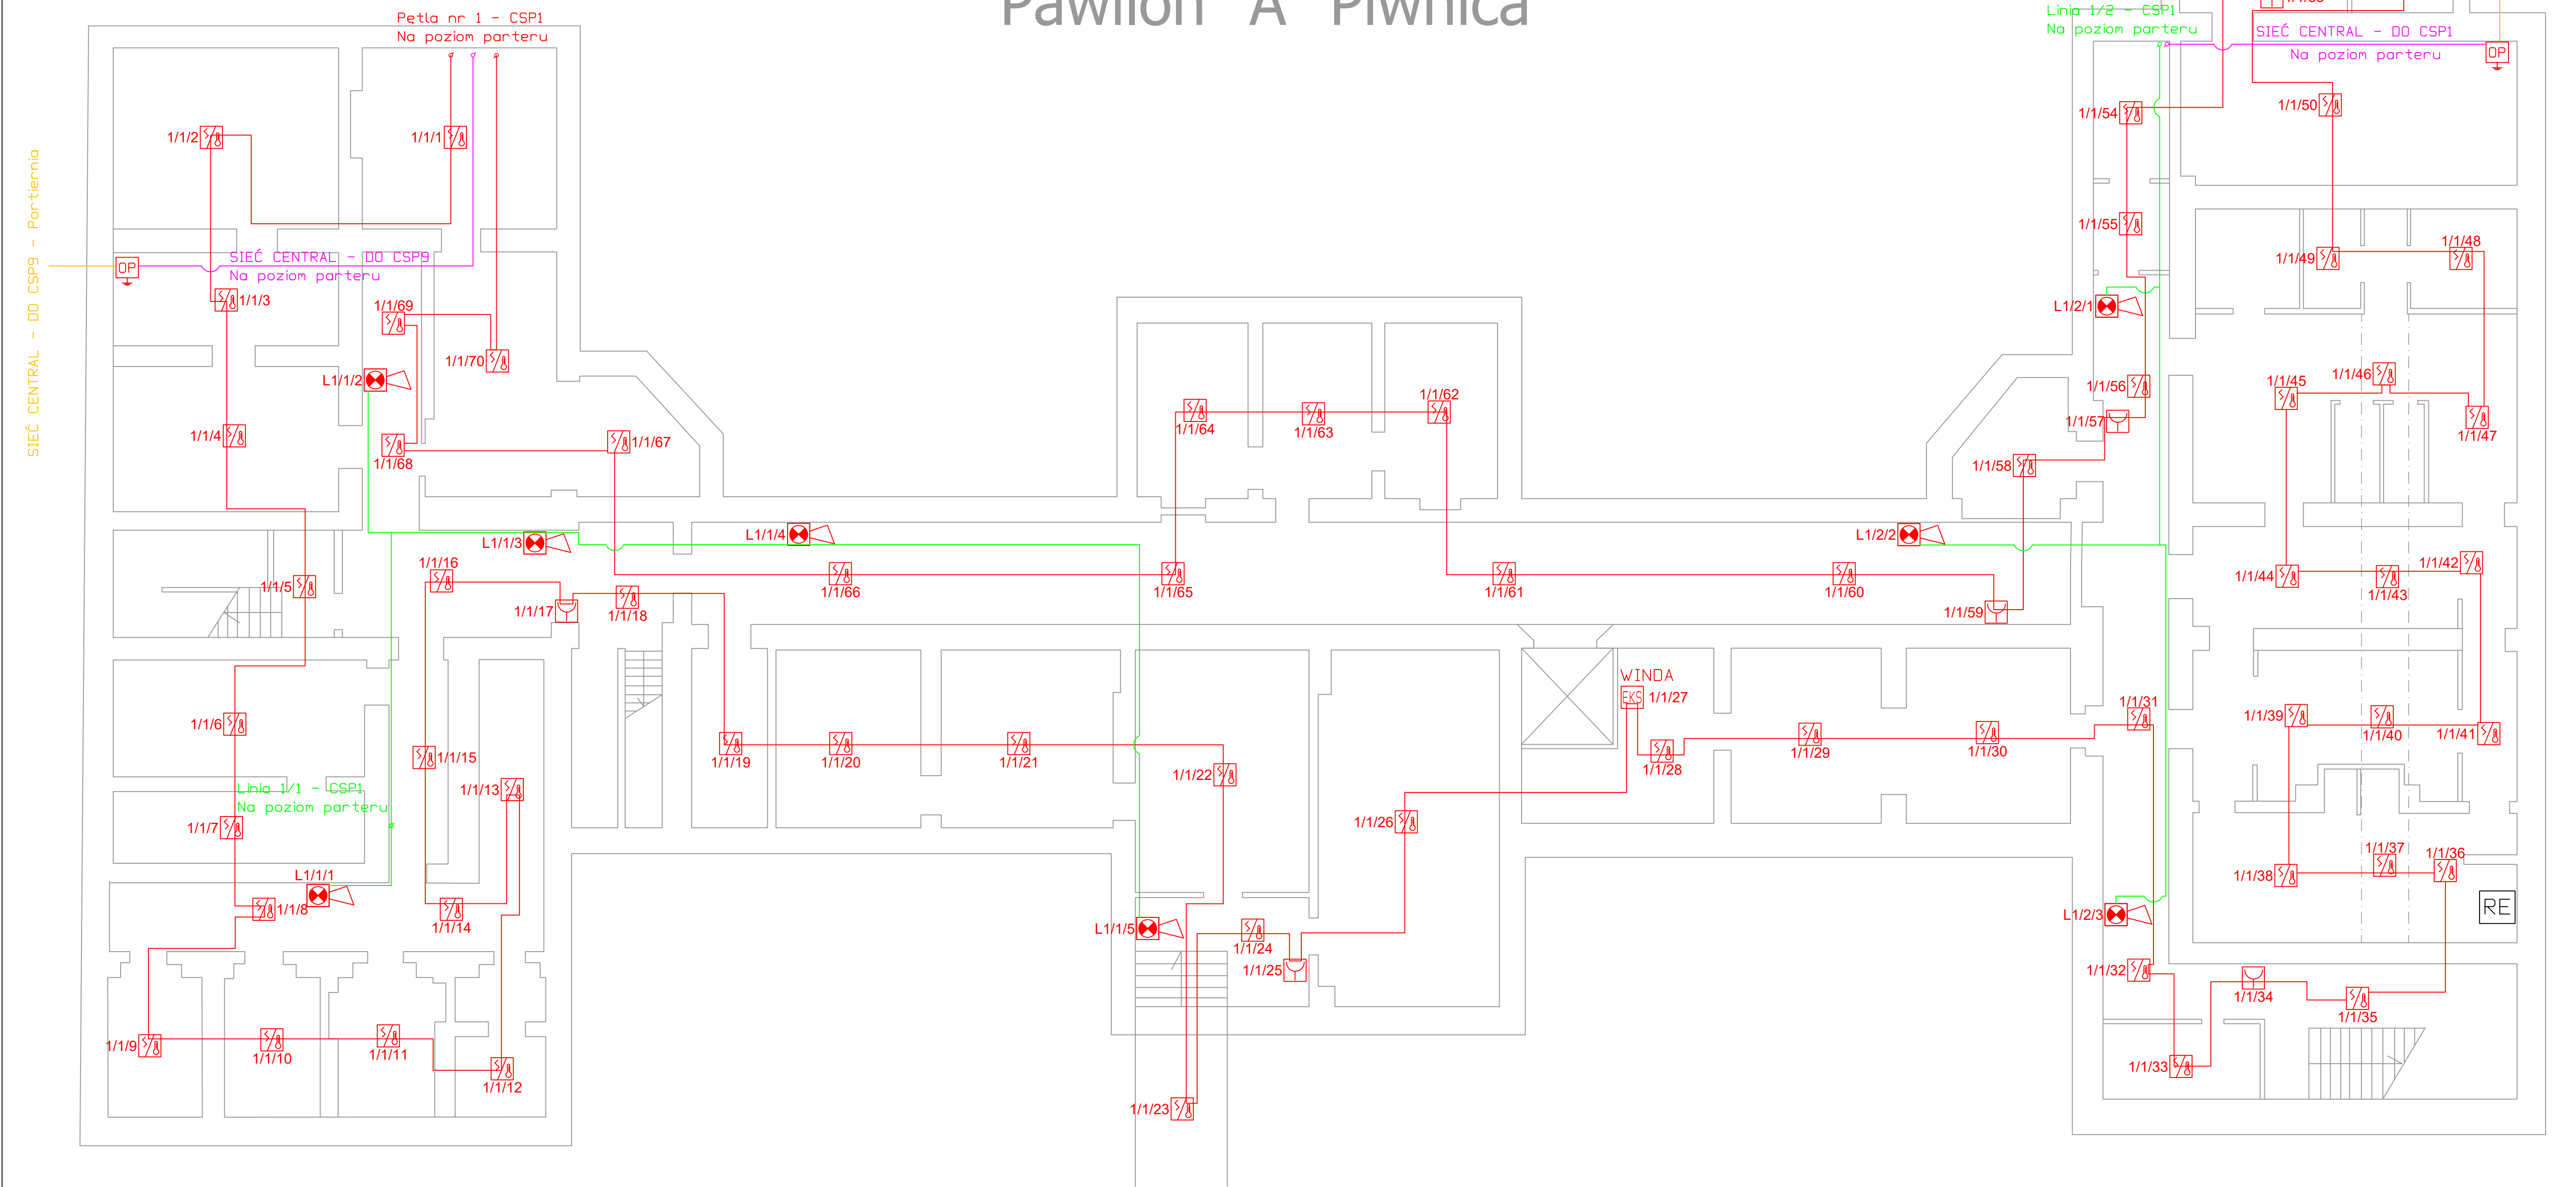 Pawilon "A" Piwnica
Pętla nr 1 - CSP1
Na poziom parteru
Linia 1/2 - CSP1
Na poziom parteru
SIEĆ CENTRAL - DO CSP1
Na poziom parteru
OP
1/1/2
1/1/1
1/1/54
1/1/50
SIEĆ CENTRAL - DO CSP9 - Portiernia
1/1/55
SIEĆ CENTRAL - DO CSP9
Na poziom parteru
OP
1/1/3
1/1/69
1/1/70
L1/1/2
1/1/4
1/1/68
1/1/67
1/1/64
1/1/63
1/1/62
L1/2/1
1/1/56
1/1/57
1/1/58
1/1/49
1/1/48
1/1/45
1/1/46
1/1/47
L1/1/3
L1/1/4
L1/2/2
1/1/5
1/1/16
1/1/17
1/1/18
1/1/66
1/1/65
1/1/61
1/1/60
1/1/59
1/1/44
1/1/43
1/1/42
WINDA
EKS
1/1/27
1/1/6
1/1/15
1/1/13
1/1/19
1/1/20
1/1/21
1/1/22
1/1/28
1/1/29
1/1/30
1/1/31
1/1/39
1/1/40
1/1/41
Linia 1/1 - CSP1
Na poziom parteru
1/1/7
1/1/26
L1/1/1
1/1/8
1/1/14
L1/1/5
1/1/24
1/1/25
L1/2/3
1/1/38
1/1/37
1/1/36
RE
1/1/32
1/1/34
1/1/35
1/1/9
1/1/10
1/1/11
1/1/12
1/1/23
1/1/33